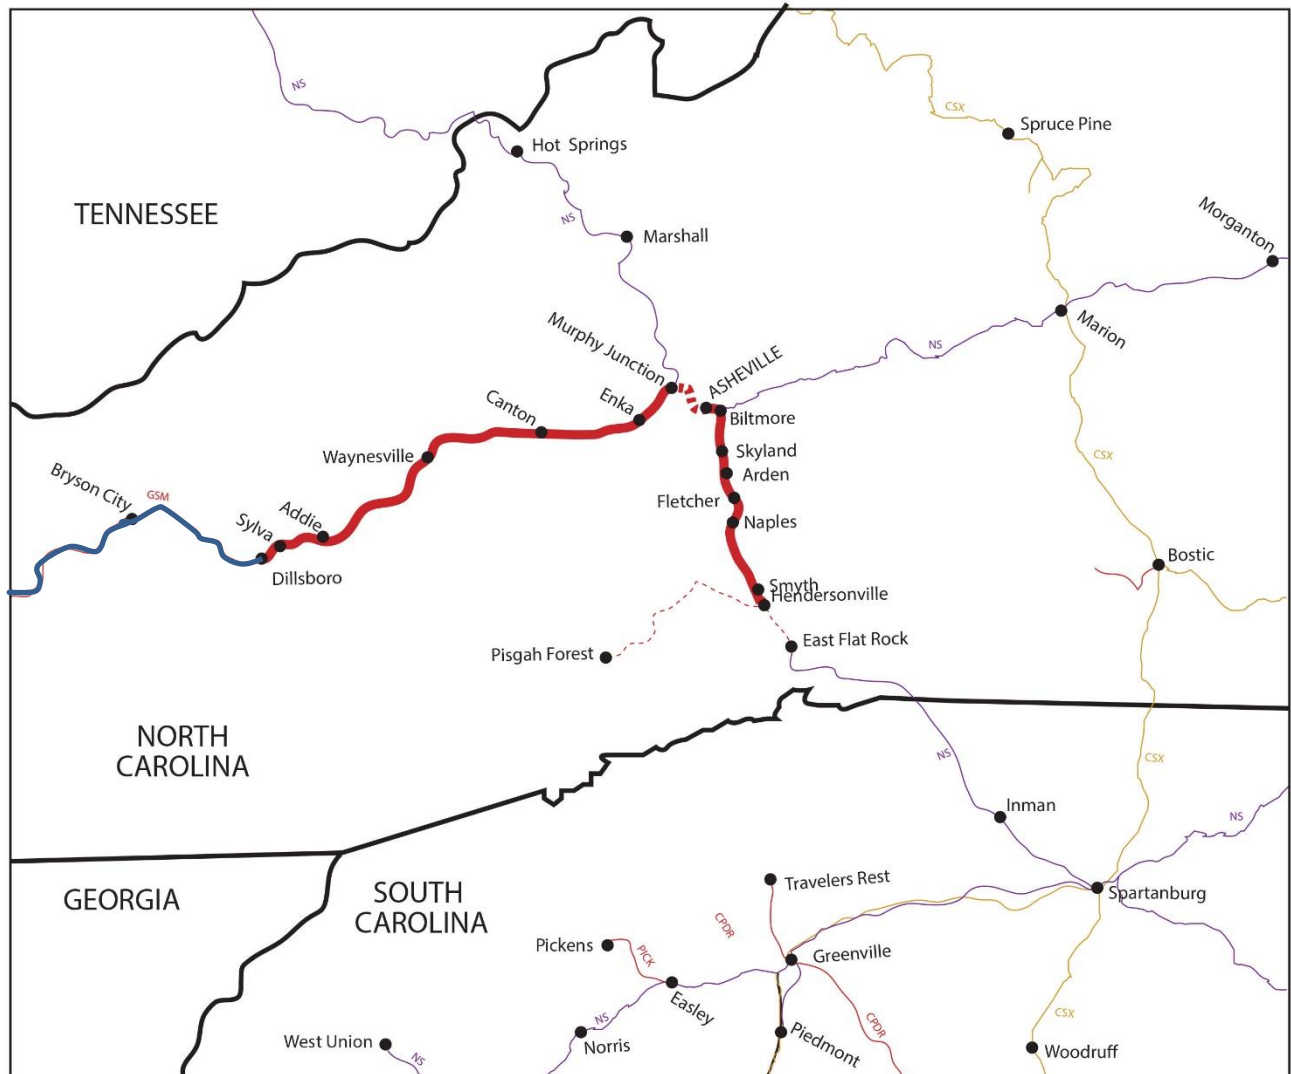 NS
CSX
Spruce Pine
Hot Springs
TENNESSEE
NS
Marshall
Morganton
Murphy Junction
Marion
ASHEVILLE
NS
Enka
Canton
Biltmore
Waynesville
Skyland
CSX
Arden
Bryson City
GSM
Fletcher
Addie
Sylva
Naples
Bostic
Dillsboro
Smyth
Hendersonville
East Flat Rock
Pisgah Forest
NORTH
CAROLINA
NS
CSX
Inman
NS
Travelers Rest
GEORGIA
SOUTH
CAROLINA
Spartanburg
CPDR
Pickens
PICK
Greenville
Easley
NS
CPDR
CSX
West Union
NS
Norris
Piedmont
Woodruff